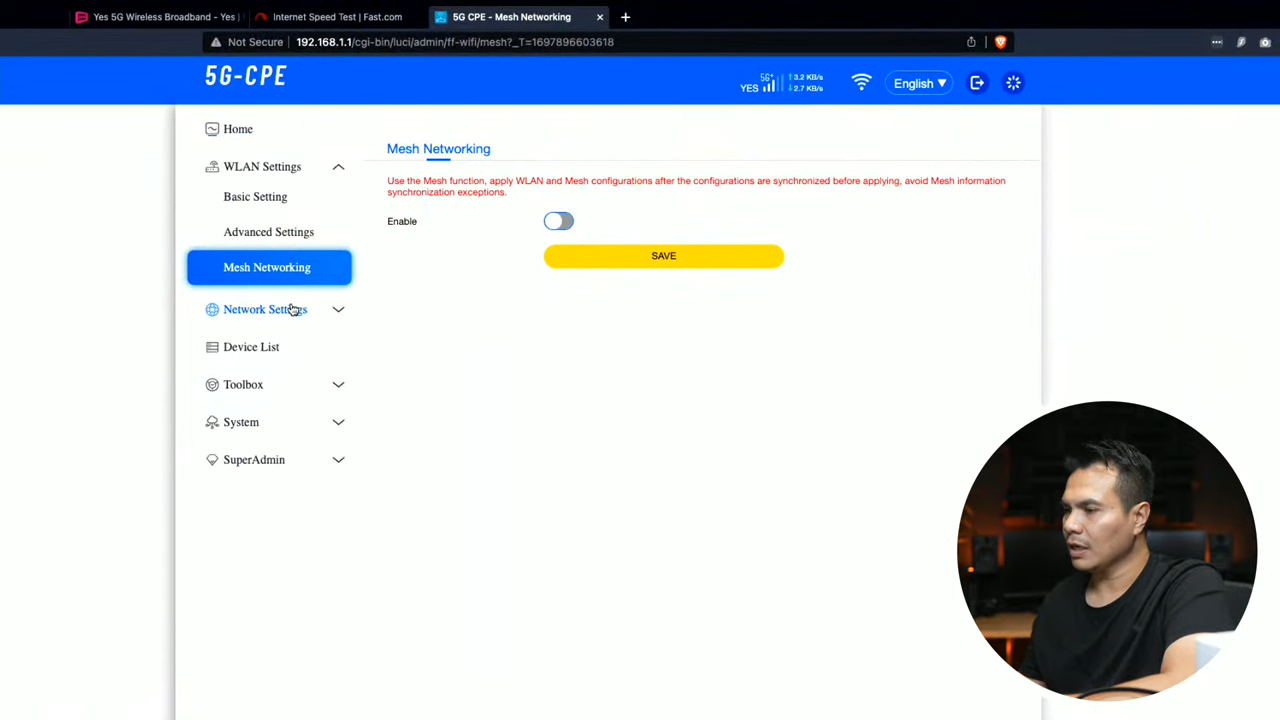 Yes 5G Wireless Broadband - Yes |
Internet Speed Test | Fast.com
5G CPE - Mesh Networking
Not Secure
192.168.1.1/cgi-bin/luci/admin/ff-wifi/mesh?_T=1697896603618
5G-CPE
YES
5G+
3.2 KB/s
2.7 KB/s
English ▼
Home
WLAN Settings
Basic Setting
Advanced Settings
Mesh Networking
Network Settings
Device List
Toolbox
System
SuperAdmin
Mesh Networking
Use the Mesh function, apply WLAN and Mesh configurations after the configurations are synchronized before applying, avoid Mesh information
synchronization exceptions.
Enable
SAVE